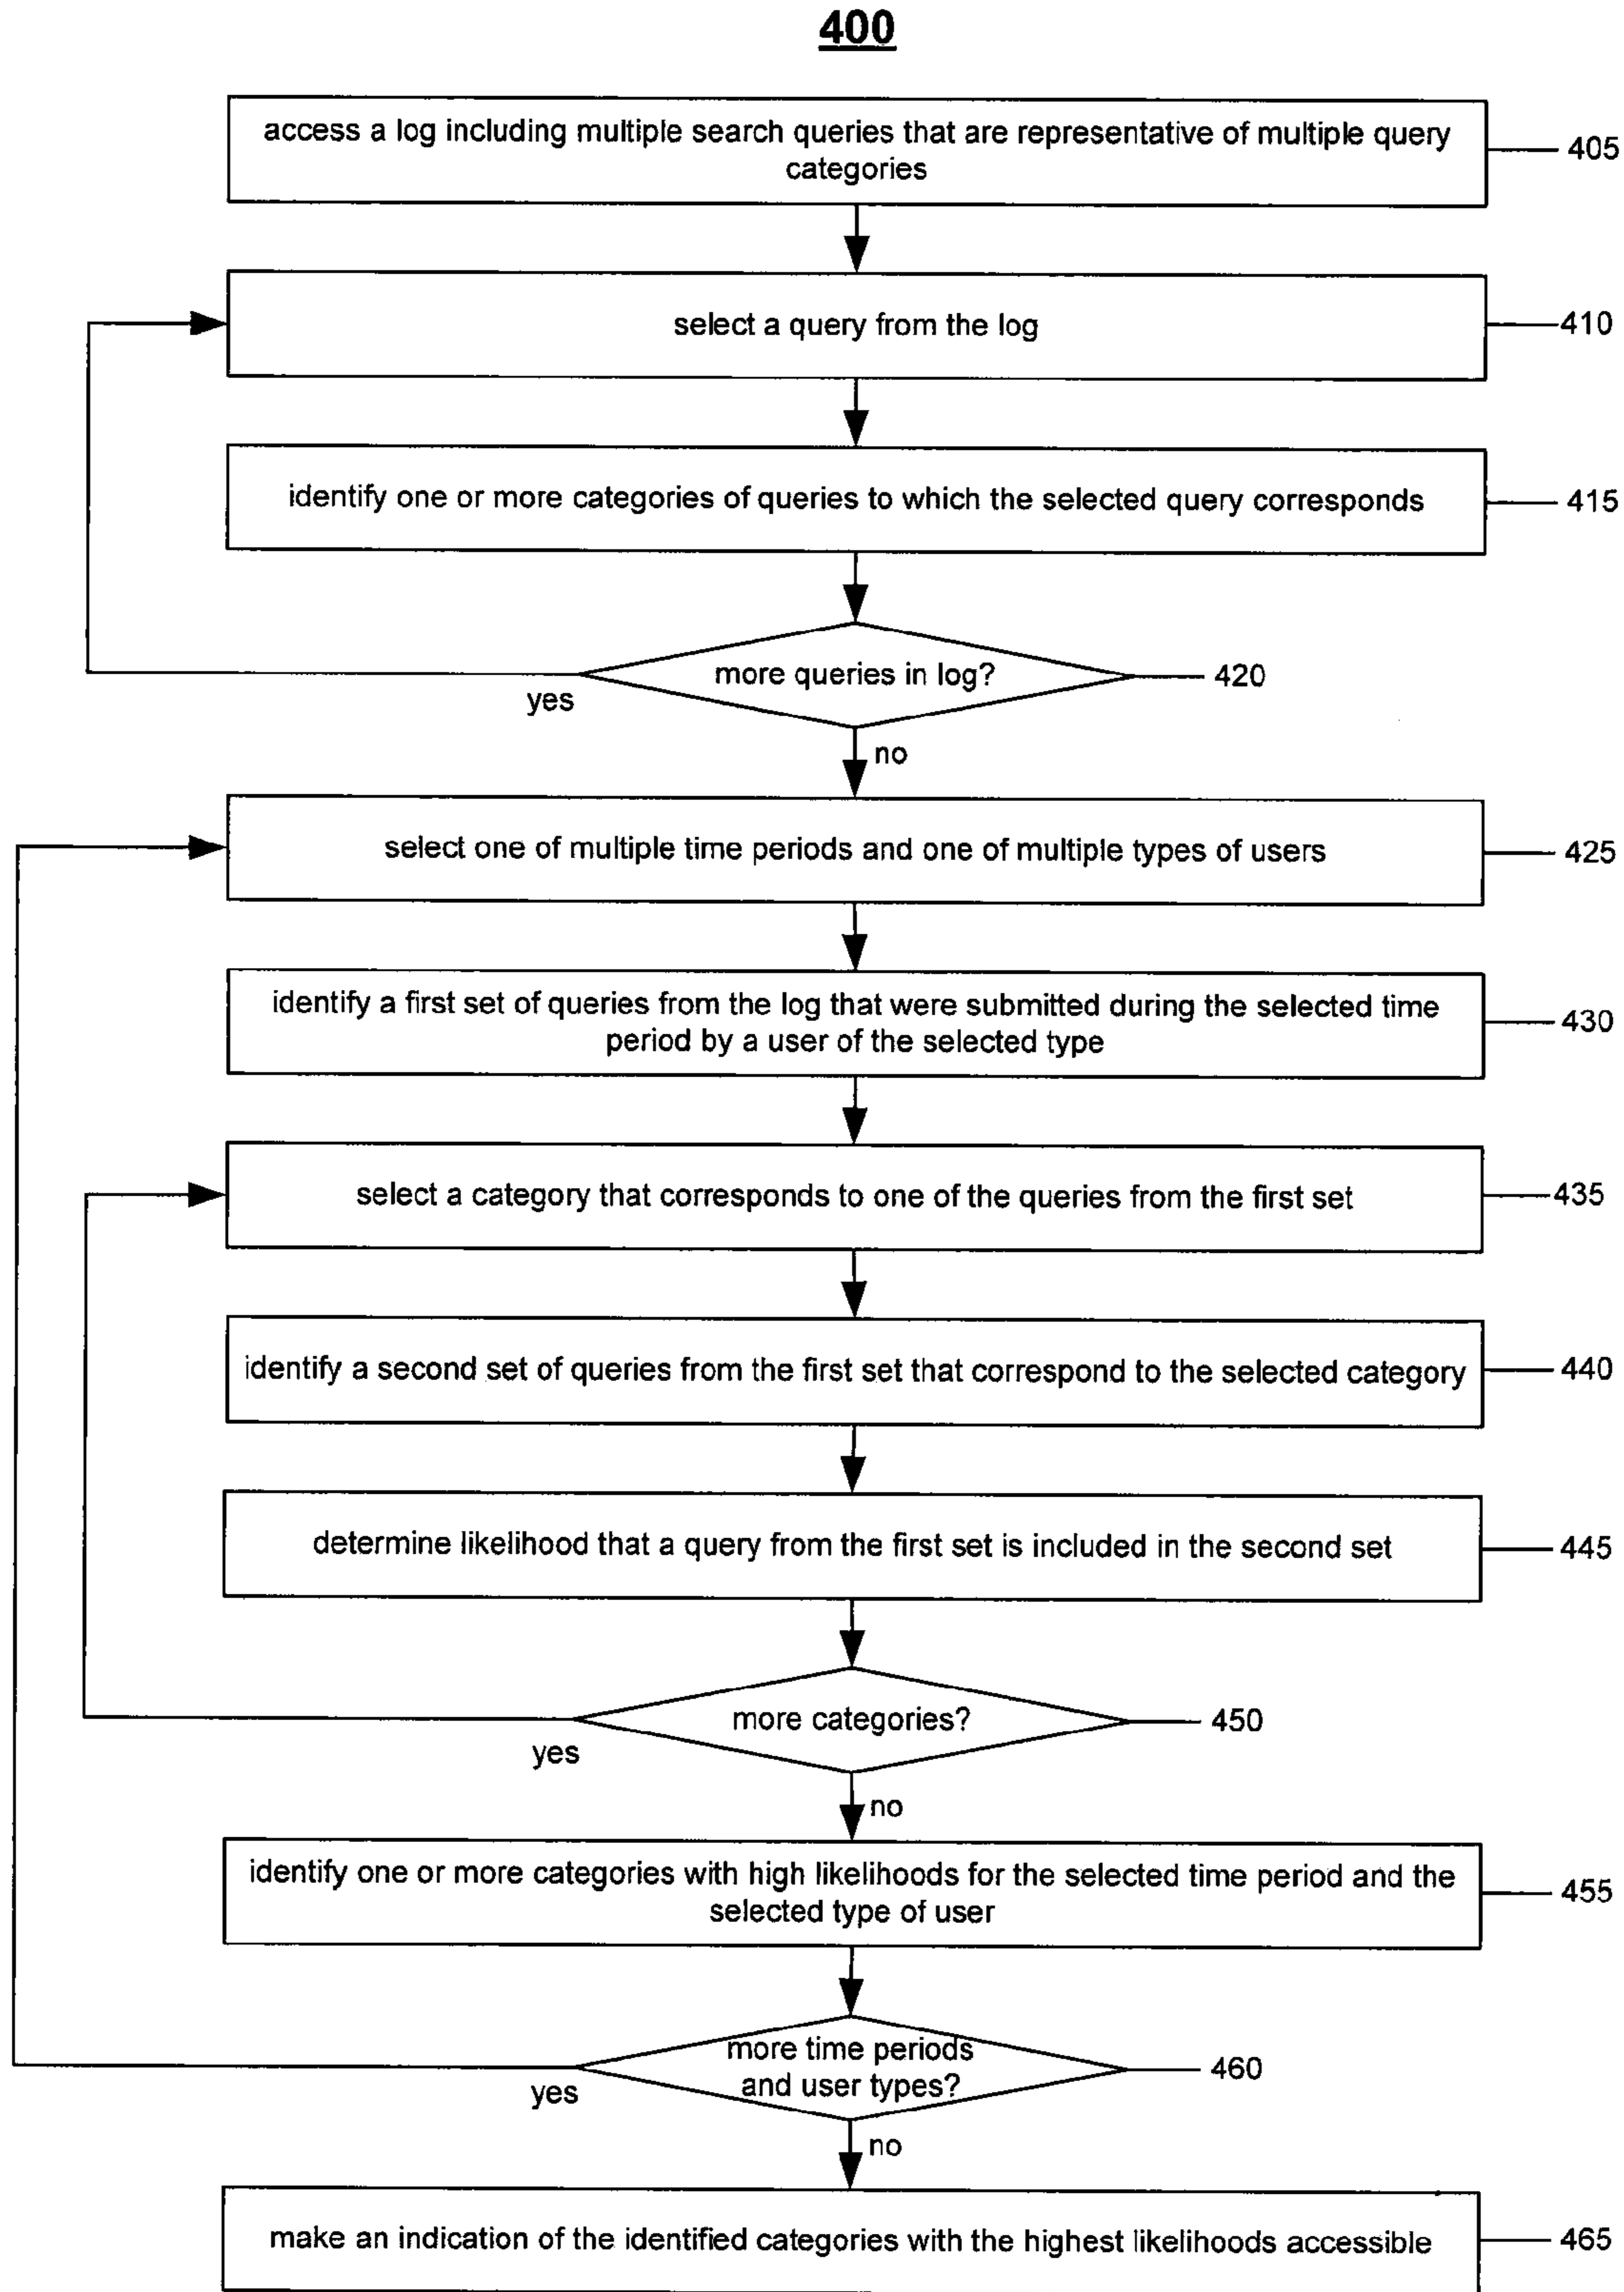 400
access a log including multiple search queries that are representative of multiple query
categories
405
select a query from the log
410
identify one or more categories of queries to which the selected query corresponds
415
more queries in log?
420
yes
no
select one of multiple time periods and one of multiple types of users
425
identify a first set of queries from the log that were submitted during the selected time
period by a user of the selected type
430
select a category that corresponds to one of the queries from the first set
435
identify a second set of queries from the first set that correspond to the selected category
440
determine likelihood that a query from the first set is included in the second set
445
more categories?
450
yes
no
identify one or more categories with high likelihoods for the selected time period and the
selected type of user
455
more time periods
and user types?
460
yes
no
make an indication of the identified categories with the highest likelihoods accessible
465